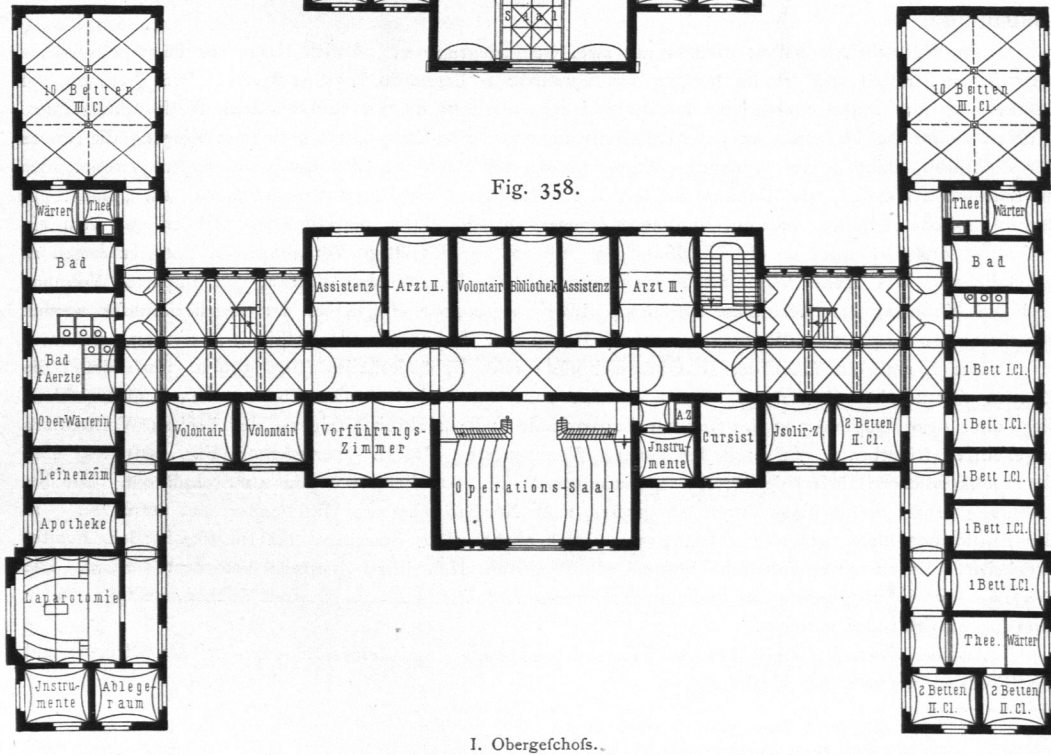 Saal
10 Betten
III. Cl.
10 Betten
III. Cl.
Fig. 358.
Wärter
Thee
Thee
Wärter
Bad
Bad
Assistenz
Arzt II.
Volontair
Bibliothek
Assistenz
Arzt III.
Bad
f Aerzte
1 Bett I.Cl.
Ober-Wärterin
Volontair
Volontair
Vorführungs-
Zimmer
A.Z
Jnstru-
mente
Cursist
Jsolir-Z.
2 Betten
II. Cl.
1 Bett I.Cl.
Leihenzim̅
Operations-Saal
1 Bett I.Cl.
Apotheke
1 Bett I.Cl.
Laparotomie
1 Bett I.Cl.
Thee.
Wärter
Jnstru-
mente
Ablege-
raum
2 Betten
II. Cl.
2 Betten
II. Cl.
I. Obergeſchoſs.